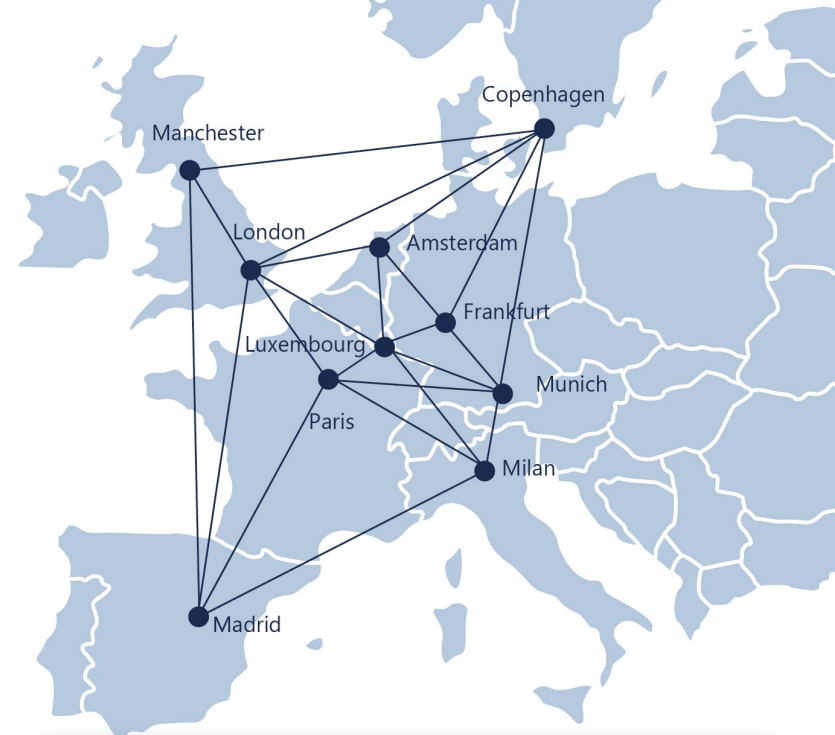 Copenhagen
Manchester
London
Amsterdam
Frankfurt
Luxembourg
Munich
Paris
Milan
Madrid